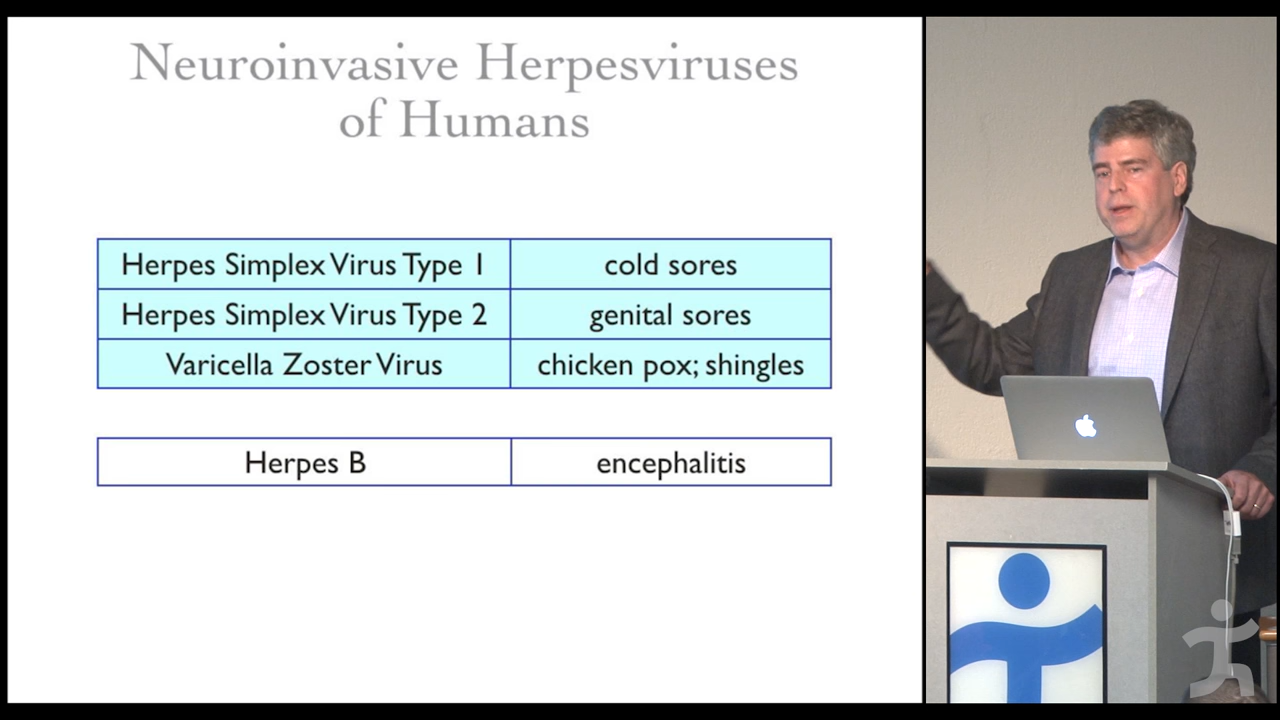 Neuroinvasive Herpesviruses
of Humans
Herpes Simplex Virus Type 1 cold sores
Herpes Simplex Virus Type 2 genital sores
Varicella Zoster Virus chicken pox; shingles
Herpes B encephalitis